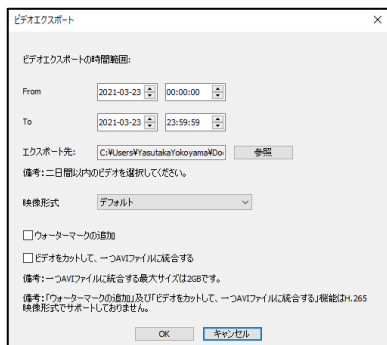 ビデオエクスポート
ビデオエクスポートの時間範囲:
From 2021-03-23 00:00:00
To 2021-03-23 23:59:59
エクスポート先: C:¥Users¥YasutakaYokoyama¥Do 参照
備考:二日間以内のビデオを選択してください。
映像形式 デフォルト
ウォーターマークの追加
ビデオをカットして、一つAVIファイルに統合する
備考:一つAVIファイルに統合する最大サイズは2GBです。
備考:「ウォーターマークの追加」及び「ビデオをカットして、一つAVIファイルに統合する」機能はH.265
映像形式でサポートしておりません。
OK キャンセル